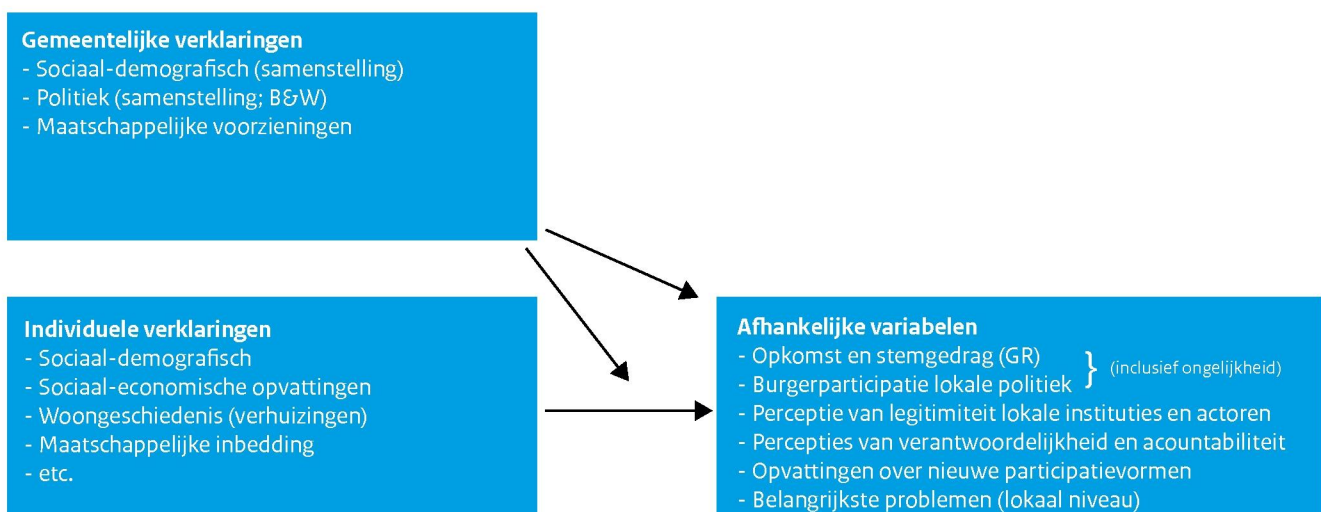 Gemeentelijke verklaringen
- Sociaal-demografisch (samenstelling)
- Politiek (samenstelling; B&W)
- Maatschappelijke voorzieningen
Individuele verklaringen
- Sociaal-demografisch
- Sociaal-economische opvattingen
- Woongeschiedenis (verhuizingen)
- Maatschappelijke inbedding
- etc.
Afhankelijke variabelen
- Opkomst en stemgedrag (GR)
- Burgerparticipatie lokale politiek } (inclusief ongelijkheid)
- Perceptie van legitimiteit lokale instituties en actoren
- Percepties van verantwoordelijkheid en acountabiliteit
- Opvattingen over nieuwe participatievormen
- Belangrijkste problemen (lokaal niveau)